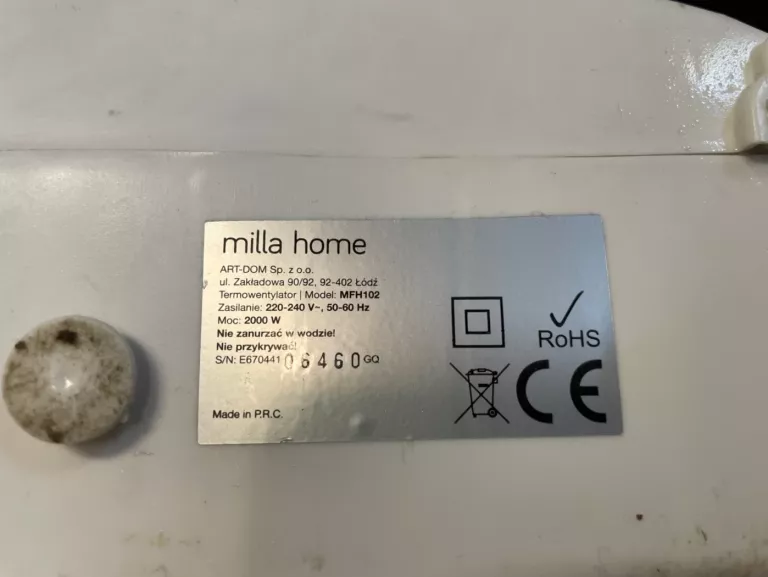 milla home
ART-DOM Sp. z o.o.
ul. Zakładowa 90/92, 92-402 Łódź
Termowentylator | Model: MFH102
Zasilanie: 220-240 V~, 50-60 Hz
Moc: 2000 W
Nie zanurzać w wodzie!
Nie przykrywać!
S/N: E670441 06460 GQ
Made in P.R.C.
RoHS
CE